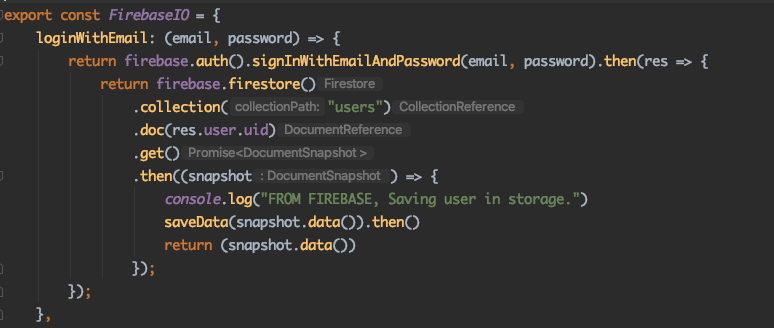 export const FirebaseIO = {
loginWithEmail: (email, password) => {
return firebase.auth().signInWithEmailAndPassword(email, password).then(res => {
return firebase.firestore() Firestore
.collection( collectionPath: "users") CollectionReference
.doc(res.user.uid) DocumentReference
.get() Promise<DocumentSnapshot>
.then((snapshot : DocumentSnapshot ) => {
console.log("FROM FIREBASE, Saving user in storage.")
saveData(snapshot.data()).then()
return (snapshot.data())
});
});
},